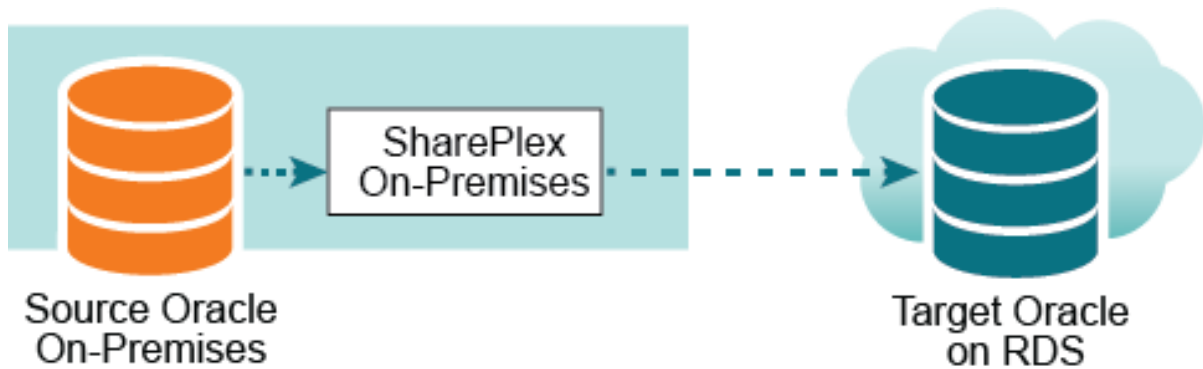 SharePlex
On-Premises
Source Oracle
On-Premises
Target Oracle
on RDS